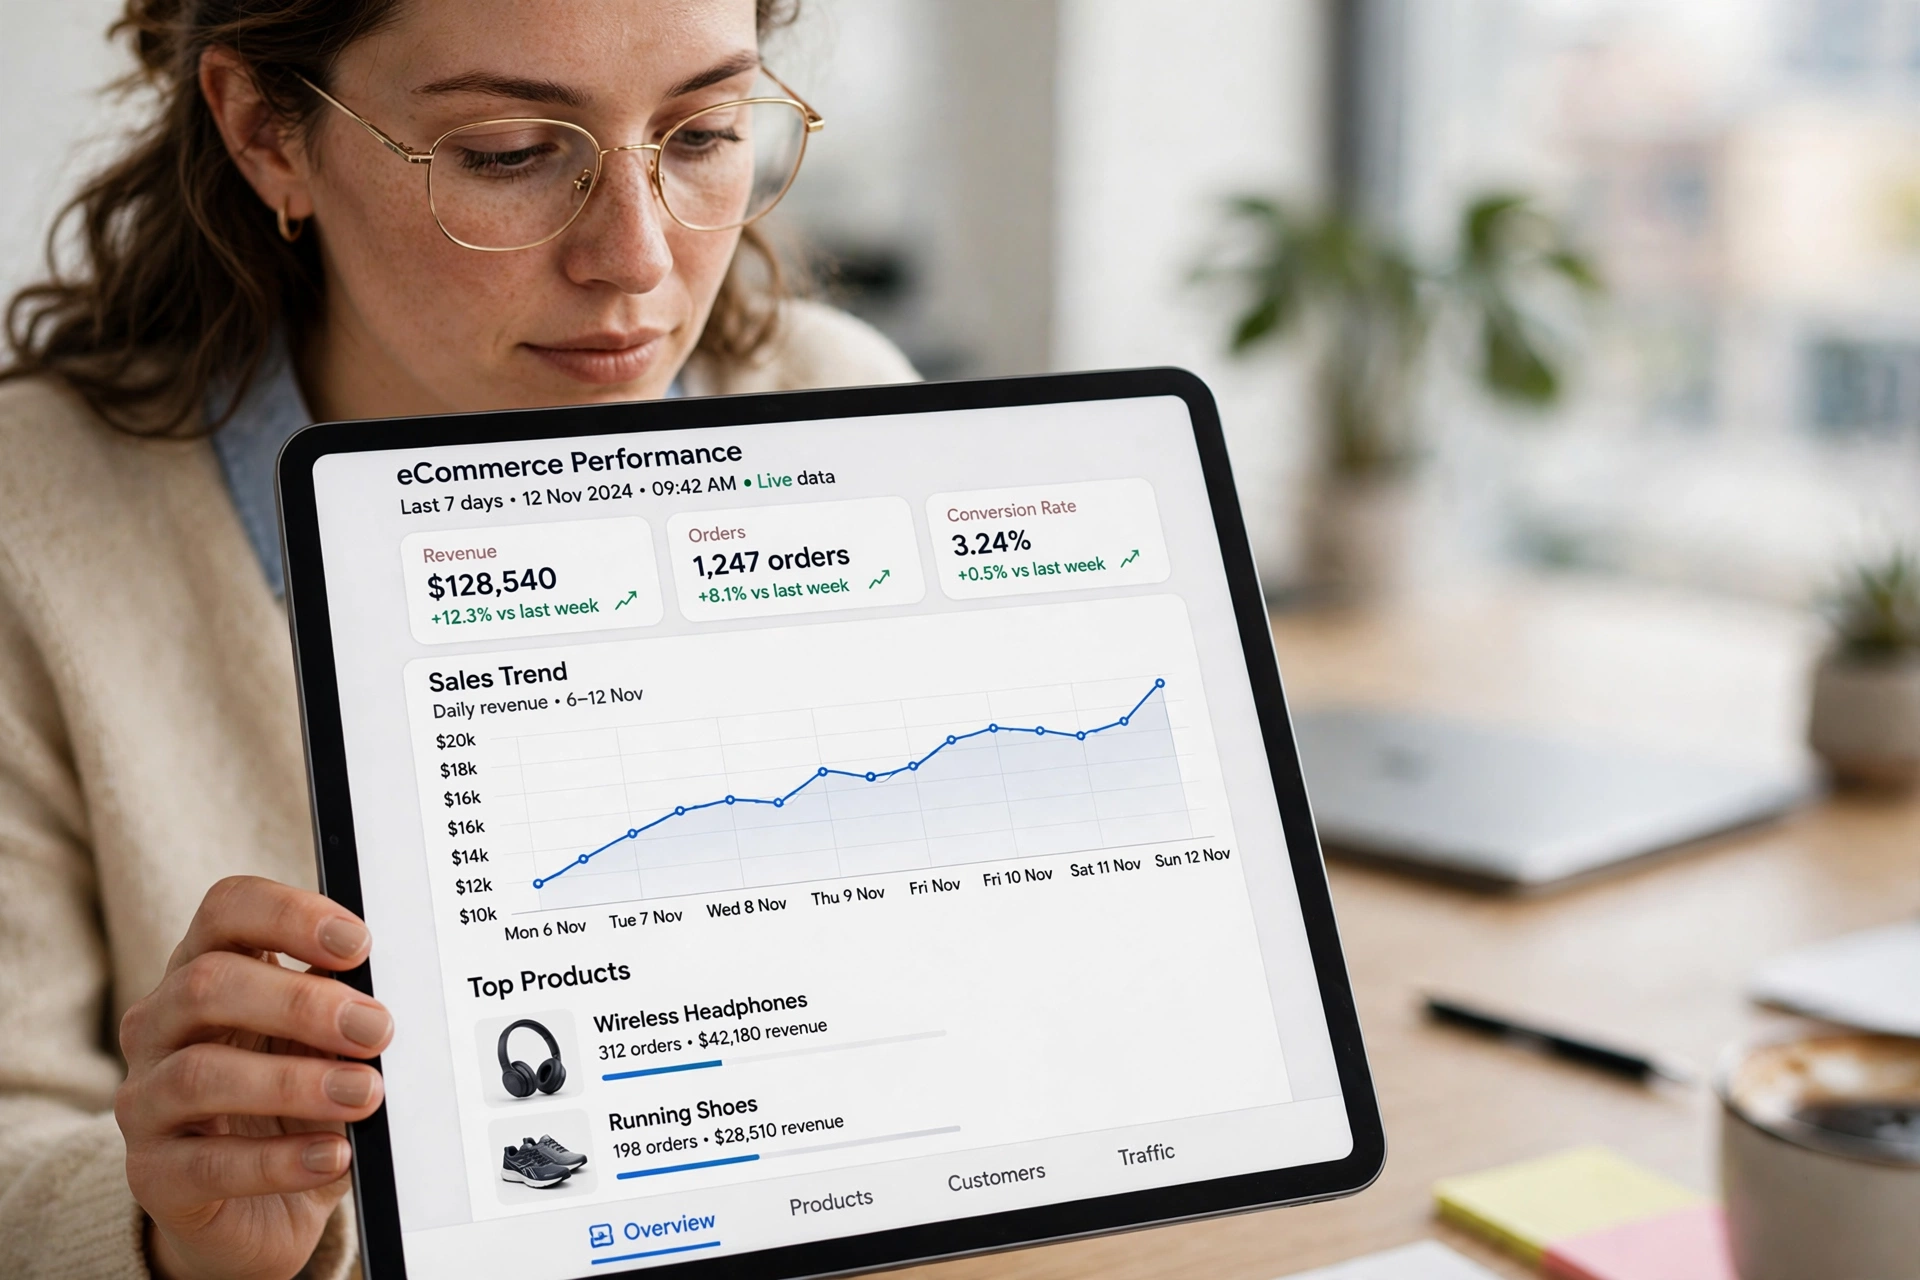 eCommerce Performance
Last 7 days • 12 Nov 2024 • 09:42 AM • Live data
Revenue
$128,540
+12.3% vs last week
Orders
1,247 orders
+8.1% vs last week
Conversion Rate
3.24%
+0.5% vs last week
Sales Trend
Daily revenue • 6–12 Nov
$20k
$18k
$16k
$16k
$14k
$12k
$10k
Mon 6 Nov Tue 7 Nov Wed 8 Nov Thu 9 Nov Fri Nov Fri 10 Nov Sat 11 Nov Sun 12 Nov
Top Products
Wireless Headphones
312 orders • $42,180 revenue
Running Shoes
198 orders • $28,510 revenue
Overview Products Customers Traffic